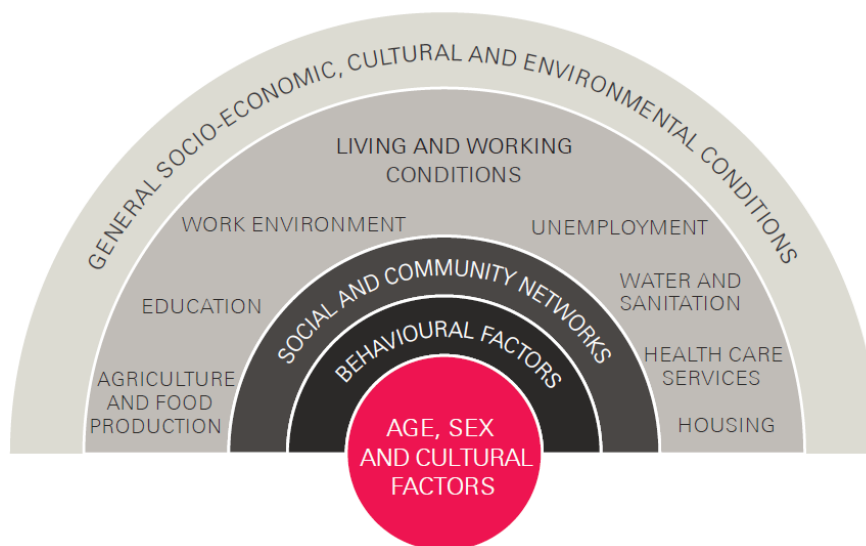 GENERAL SOCIO-ECONOMIC, CULTURAL AND ENVIRONMENTAL CONDITIONS
LIVING AND WORKING
CONDITIONS
WORK ENVIRONMENT
UNEMPLOYMENT
EDUCATION
WATER AND
SANITATION
AGRICULTURE
AND FOOD
PRODUCTION
HEALTH CARE
SERVICES
HOUSING
SOCIAL AND COMMUNITY NETWORKS
BEHAVIOURAL FACTORS
AGE, SEX
AND CULTURAL
FACTORS